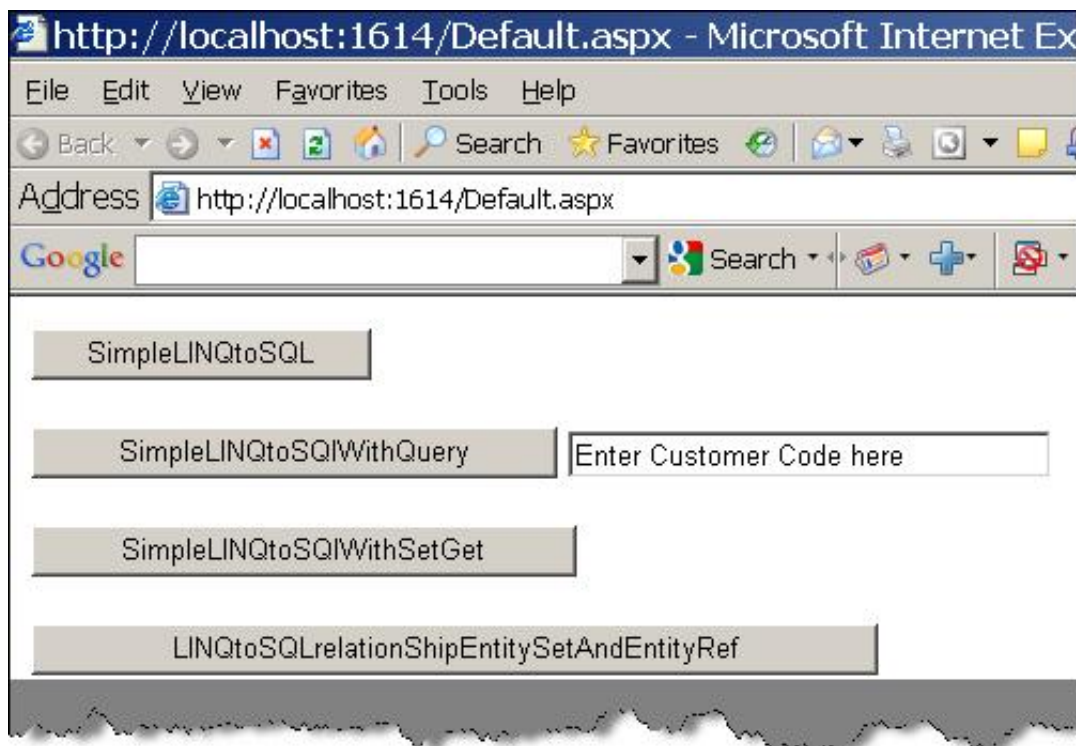 http://localhost:1614/Default.aspx - Microsoft Internet Ex
File Edit View Favorites Tools Help
Back Search Favorites
Address http://localhost:1614/Default.aspx
Google Search
SimpleLINQtoSQL
SimpleLINQtoSQlWithQuery Enter Customer Code here
SimpleLINQtoSQlWithSetGet
LINQtoSQLrelationShipEntitySetAndEntityRef